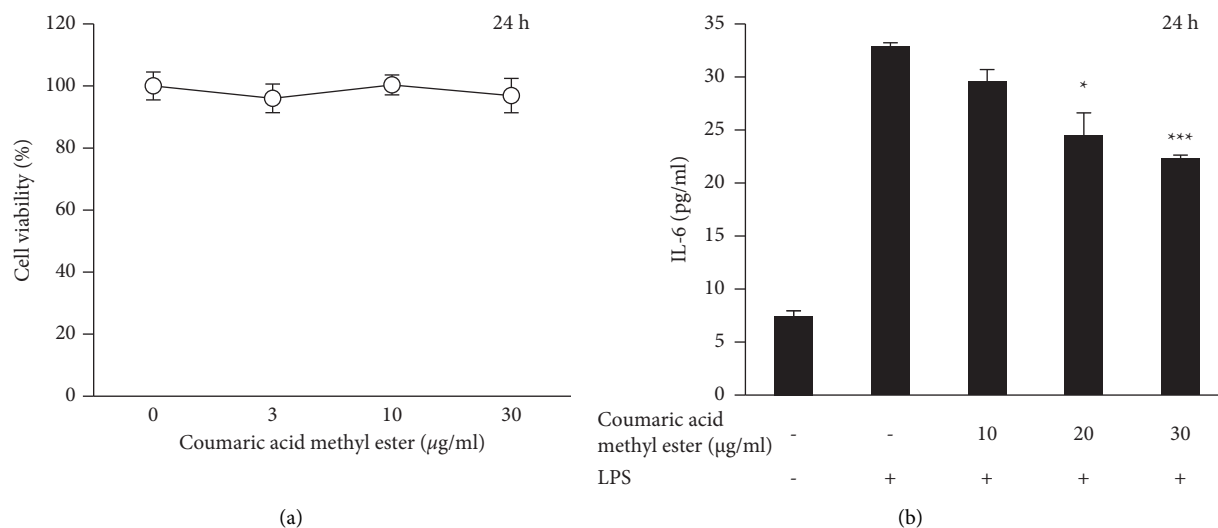 120
100
80
60
40
20
0
Cell viability (%)
24 h
0 3 10 30
Coumaric acid methyl ester (μg/ml)
(a)
40
35
30
25
20
15
10
5
0
IL-6 (pg/ml)
24 h
*
***
Coumaric acid
methyl ester (μg/ml) - - 10 20 30
LPS - + + + +
(b)